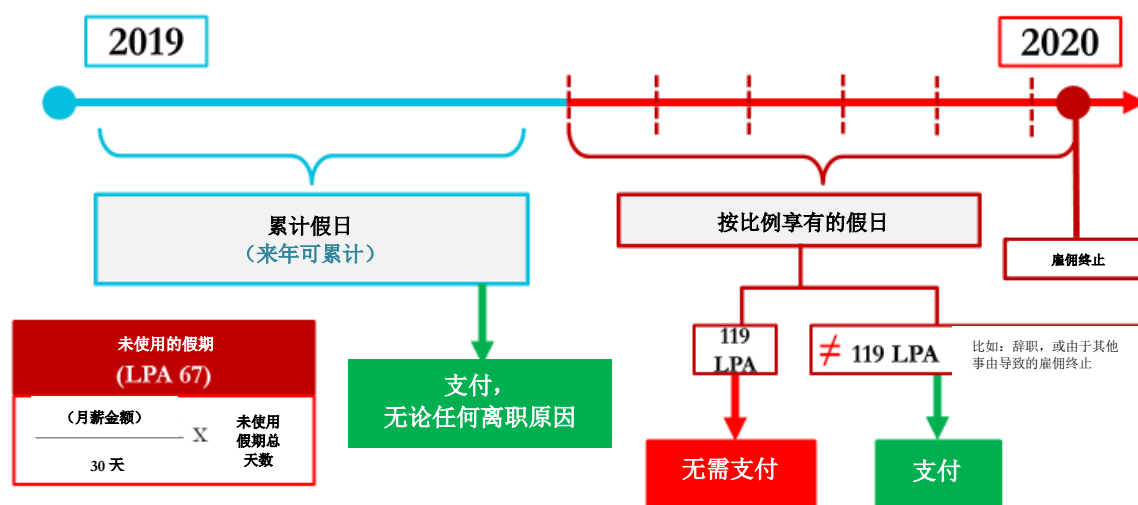 2019
2020
累计假日
（来年可累计）
按比例享有的假日
雇佣终止
未使用的假期
(LPA 67)
（月薪金额）
30 天
X
未使用
假期总
天数
支付，
无论任何离职原因
119
LPA
≠ 119 LPA
比如：辞职，或由于其他
事由导致的雇佣终止
无需支付
支付